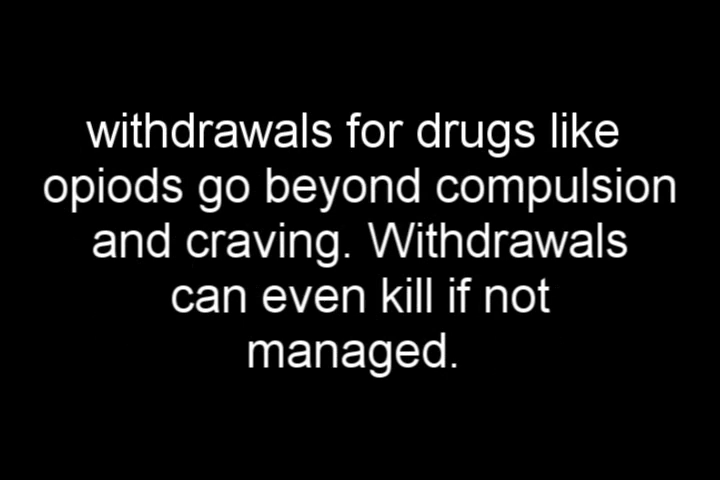 withdrawals for drugs like
opiods go beyond compulsion
and craving. Withdrawals
can even kill if not
managed.